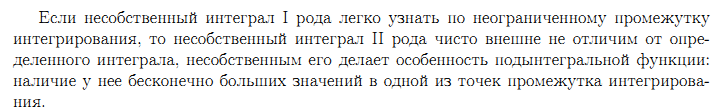 Если несобственный интеграл I рода легко узнать по неограниченному промежутку
интегрирования, то несобственный интеграл II рода чисто внешне не отличим от опре-
деленного интеграла, несобственным его делает особенность подынтегральной функции:
наличие у нее бесконечно больших значений в одной из точек промежутка интегрирова-
ния.